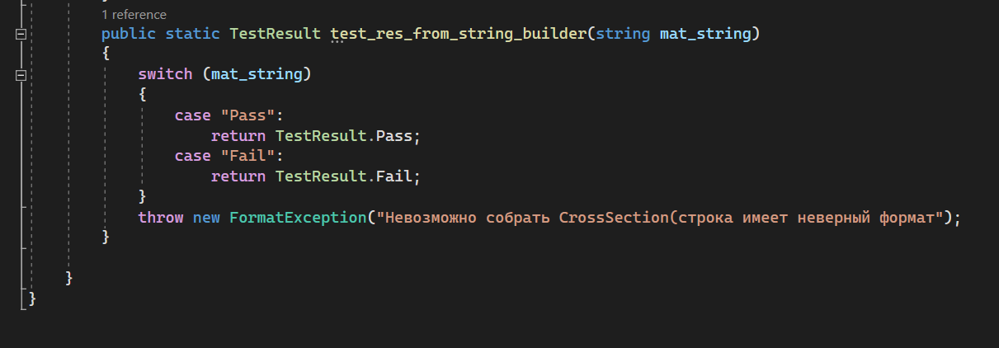 1 reference
public static TestResult test_res_from_string_builder(string mat_string)
{
switch (mat_string)
{
case "Pass":
return TestResult.Pass;
case "Fail":
return TestResult.Fail;
}
throw new FormatException("Невозможно собрать CrossSection(строка имеет неверный формат");
}
}
}